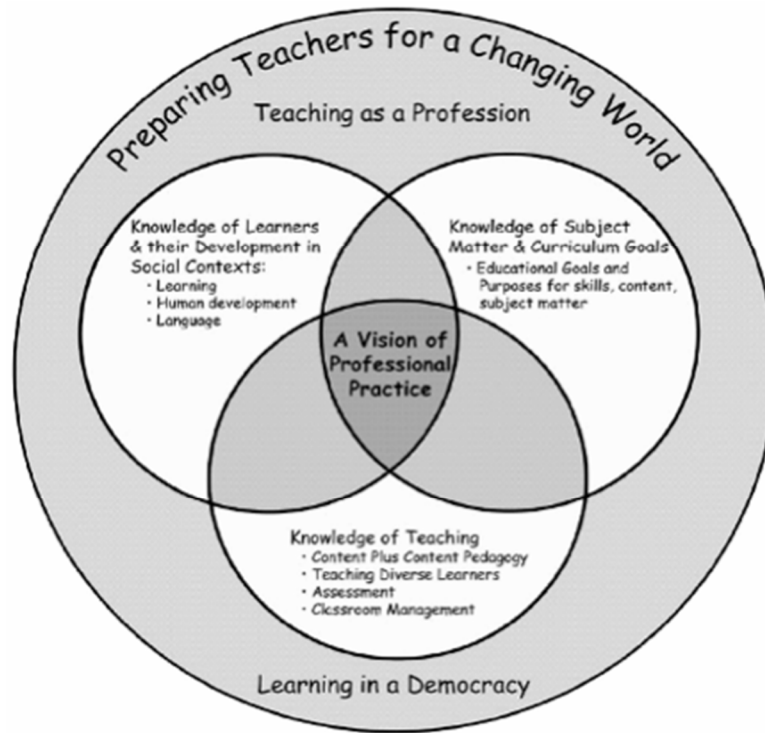 Preparing Teachers for a Changing World
Teaching as a Profession
Knowledge of Learners
& their Development in
Social Contexts:
· Learning
· Human development
· Language
Knowledge of Subject
Matter & Curriculum Goals
· Educational Goals and
Purposes for skills, content,
subject matter
A Vision of
Professional
Practice
Knowledge of Teaching
· Content Plus Content Pedagogy
· Teaching Diverse Learners
· Assessment
· Classroom Management
Learning in a Democracy